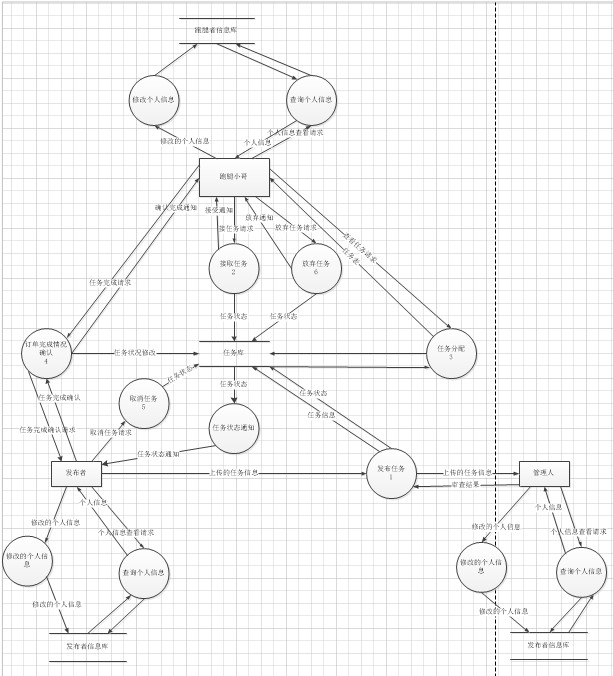 跑腿者信息库
修改个人信息
查询个人信息
修改的个人信息
个人信息查看请求
个人信息
跑腿小哥
确认完成通知
接受通知
放弃通知
接任务请求
放弃任务请求
查看任务请求
任务表
任务完成请求
接取任务
2
放弃任务
6
任务状态
任务状态
订单完成情况
确认
4
任务状况修改
任务库
任务分配
3
任务状态
任务状态
任务状态
任务信息
取消任务
5
任务完成确认
任务完成确认请求
取消任务请求
任务状态通知
任务状态通知
发布者
上传的任务信息
发布任务
1
上传的任务信息
审查结果
管理人
个人信息
修改的个人信息
个人信息查看请求
个人信息
修改的个人信息
个人信息查看请求
修改的个人信
息
查询个人信息
修改的个人信
息
查询个人信息
修改的个人信息
修改的个人信息
发布者信息库
发布者信息库